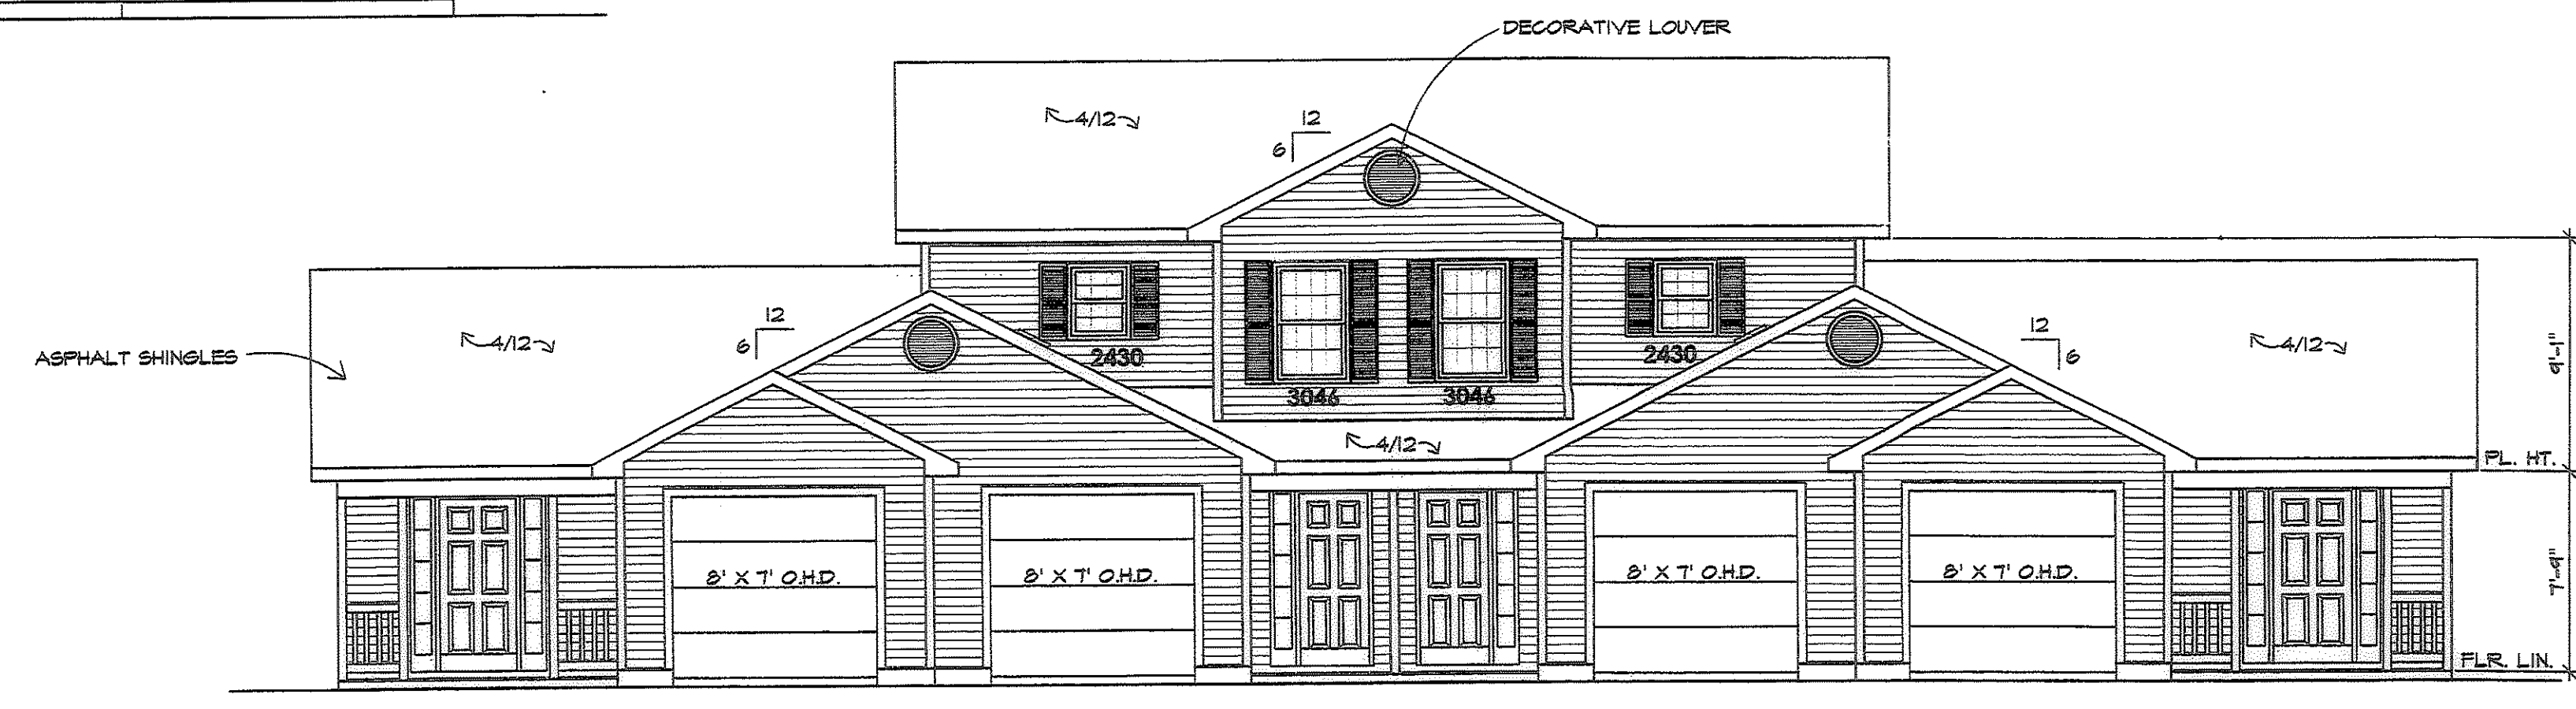 DECORATIVE LOUVER
4/12
12
6
12
6
12
6
ASPHALT SHINGLES
4/12
4/12
2430
2430
3046
3046
4/12
9'-1"
PL. HT.
8' X 7' O.H.D.
8' X 7' O.H.D.
8' X 7' O.H.D.
8' X 7' O.H.D.
7'-9"
FLR. LIN.